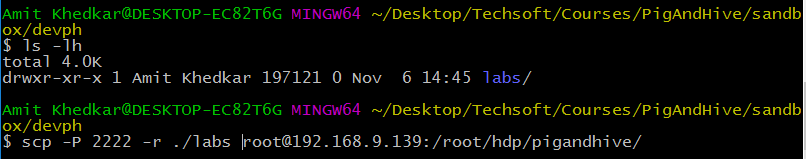 Amit Khedkar@DESKTOP-EC82T6G MINGW64 ~/Desktop/Techsoft/Courses/PigAndHive/sandb
ox/devph
$ ls -lh
total 4.0K
drwxr-xr-x 1 Amit Khedkar 197121 0 Nov  6 14:45 labs/
Amit Khedkar@DESKTOP-EC82T6G MINGW64 ~/Desktop/Techsoft/Courses/PigAndHive/sandb
ox/devph
$ scp -P 2222 -r ./labs root@192.168.9.139:/root/hdp/pigandhive/